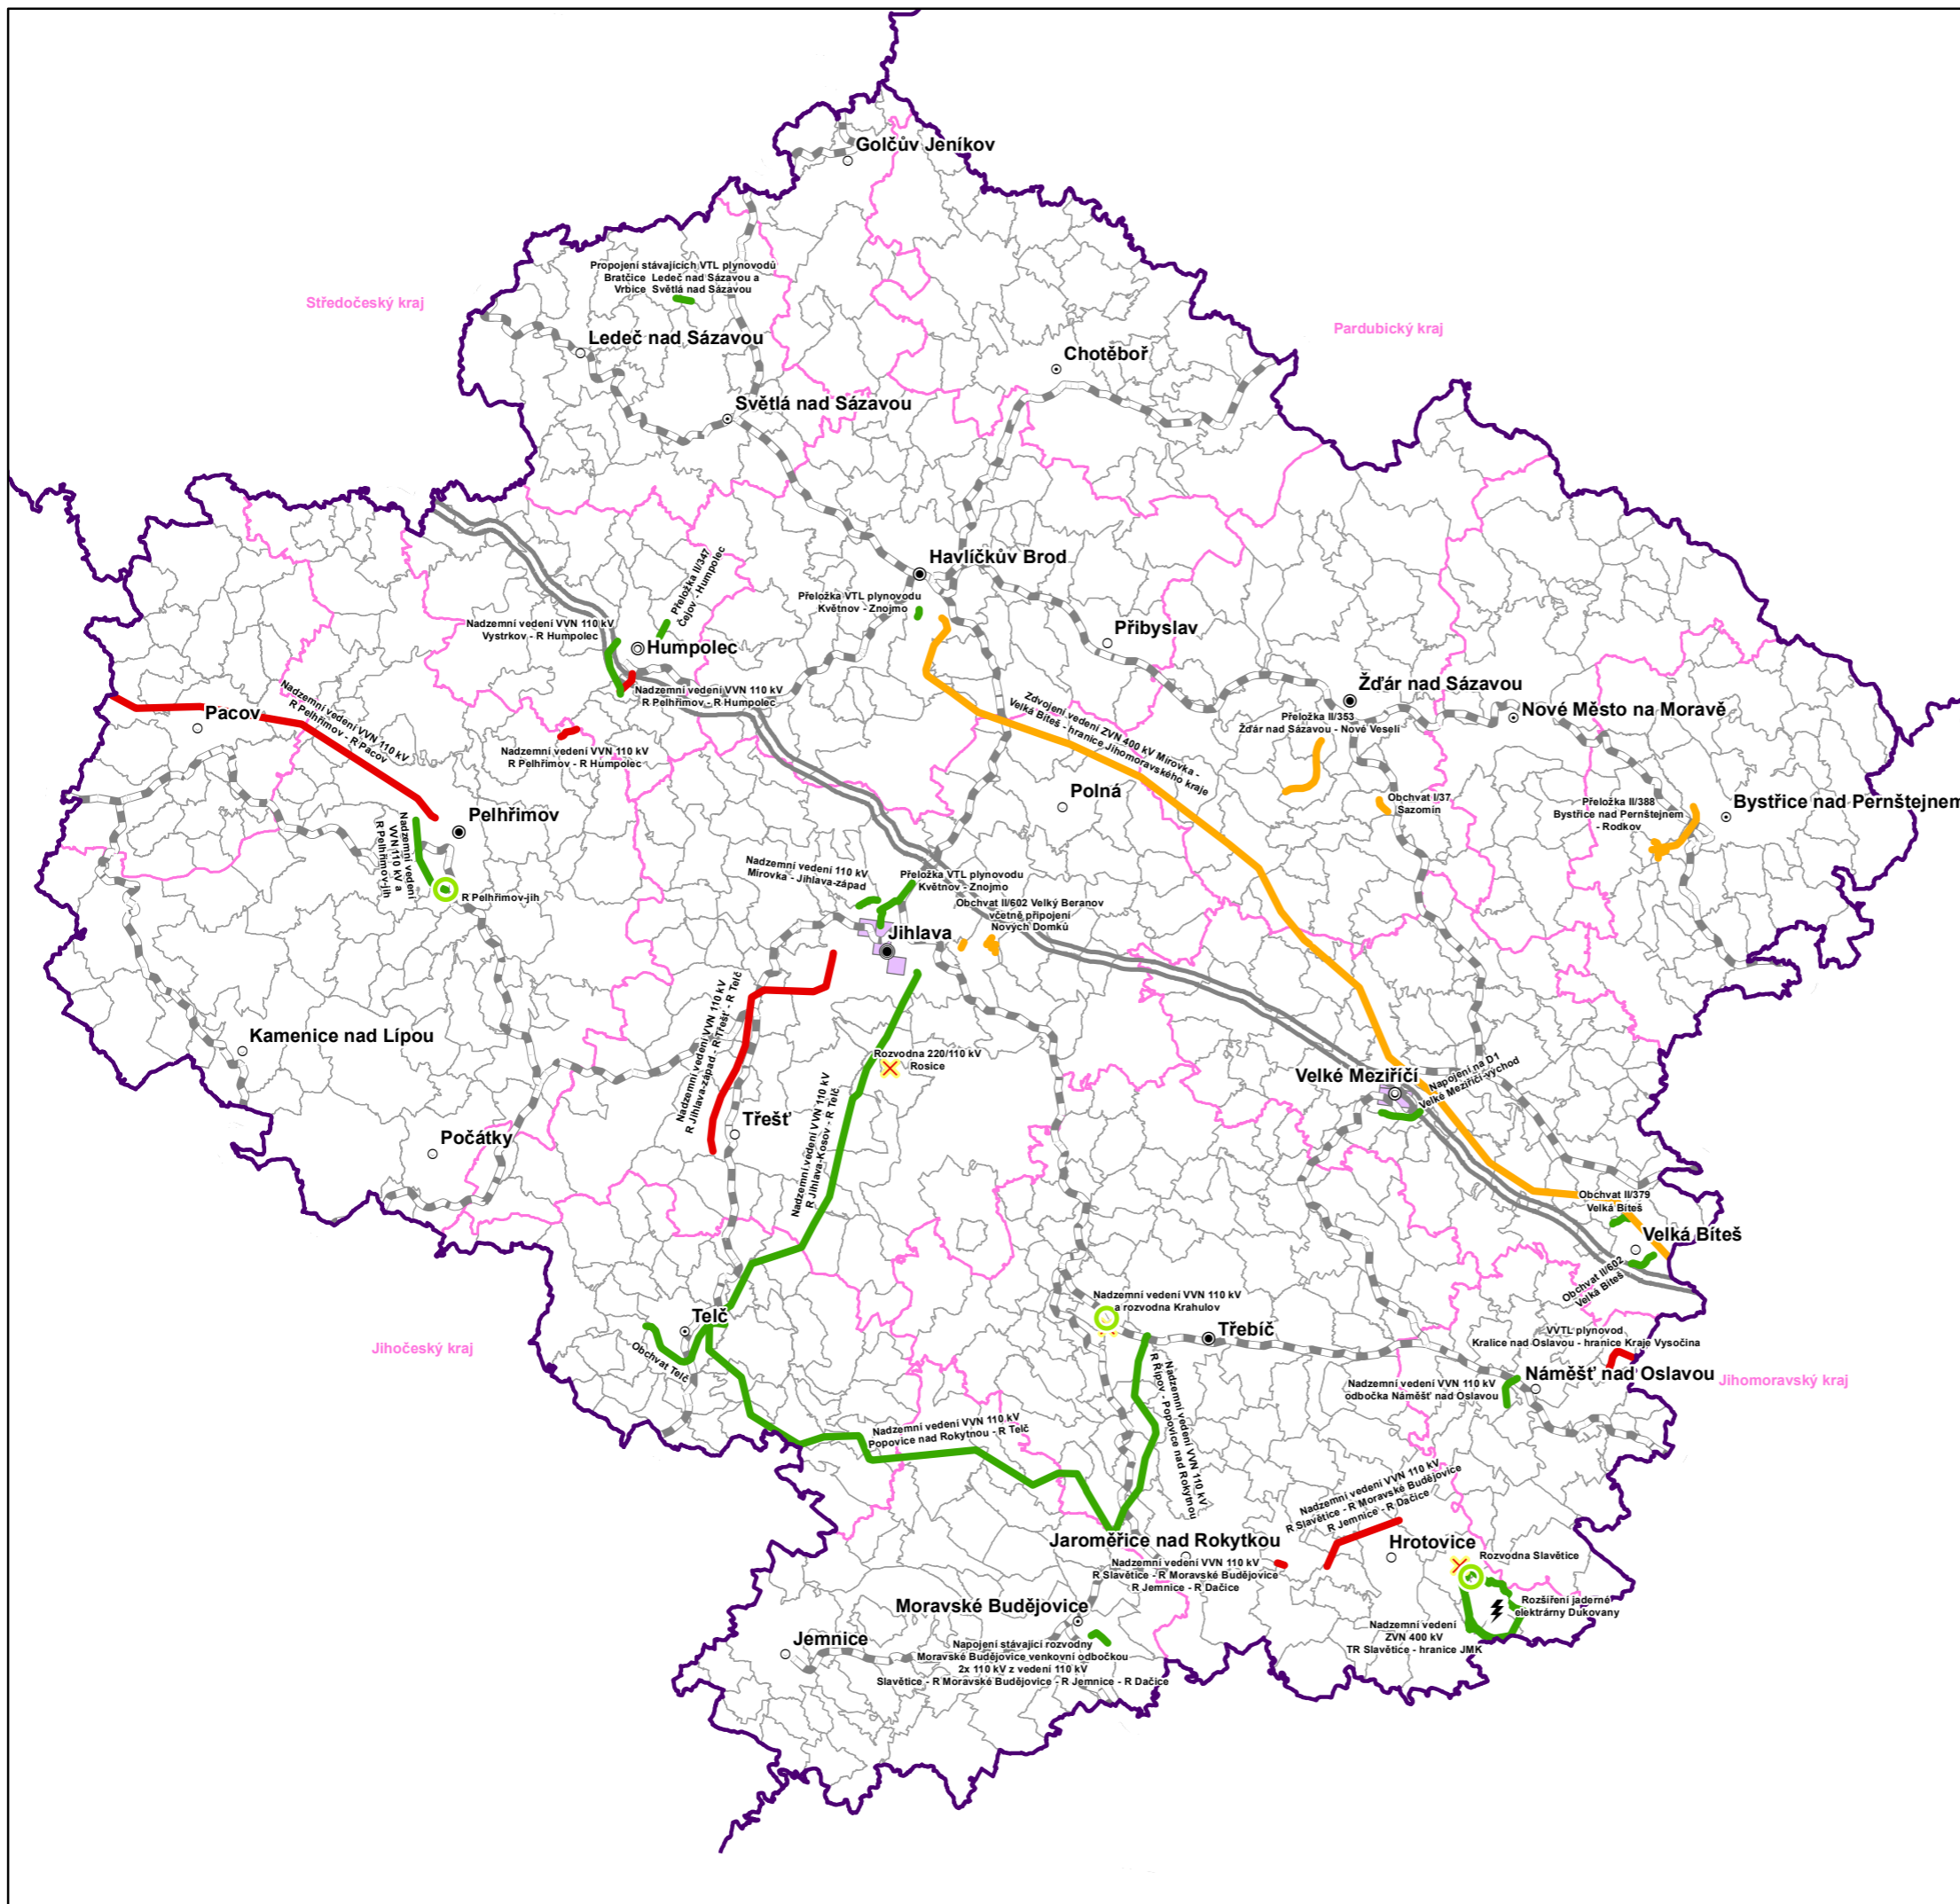 Golčův Jeníkov
Propojení stávajících VTL plynovodů
Bratčice Ledeč nad Sázavou a
Vrbice Světlá nad Sázavou
Středočeský kraj
Pardubický kraj
Ledeč nad Sázavou
Chotěboř
Světlá nad Sázavou
Havlíčkův Brod
Přeložka II/347
Čejov - Humpolec
Přeložka VTL plynovodu
Květnov - Znojmo
Nadzemní vedení VVN 110 kV
Vystrkov - R Humpolec
Humpolec
Přibyslav
Nadzemní vedení VVN 110 kV
R Pelhřimov - R Humpolec
Žďár nad Sázavou
Nové Město na Moravě
Nadzemní vedení VVN 110 kV
R Pelhřimov - R Pacov
Pacov
Zdvojení vedení ZVN 400 kV Mírovka -
Velká Bíteš - hranice Jihomoravského kraje
Přeložka II/353
Žďár nad Sázavou - Nové Veselí
Nadzemní vedení VVN 110 kV
R Pelhřimov - R Humpolec
Polná
Obchvat I/37
Sazomín
Přeložka II/388
Bystřice nad Pernštejnem
- Rodkov
Bystřice nad Pernštejnem
Pelhřimov
Nadzemní vedení
VVN 110 kV a
R Pelhřimov-jih
R Pelhřimov-jih
Nadzemní vedení 110 kV
Mírovka - Jihlava-západ
Přeložka VTL plynovodu
Květnov - Znojmo
Obchvat II/602 Velký Beranov
včetně připojení
Nových Domků
Jihlava
Nadzemní vedení VVN 110 kV
R Jihlava-západ - R Třešť - R Telč
Kamenice nad Lípou
Rozvodna 220/110 kV
Rosice
Velké Meziříčí
Napojení na D1
Velké Meziříčí-východ
Nadzemní vedení VVN 110 kV
R Jihlava-Kosov - R Telč
Třešť
Počátky
Obchvat II/379
Velká Bíteš
Velká Bíteš
Obchvat II/602
Velká Bíteš
Nadzemní vedení VVN 110 kV
a rozvodna Krahulov
Telč
Třebíč
Jihočeský kraj
Obchvat Telč
VVTL plynovod
Kralice nad Oslavou - hranice Kraje Vysočina
Náměšť nad Oslavou
Jihomoravský kraj
Nadzemní vedení VVN 110 kV
odbočka Náměšť nad Oslavou
Nadzemní vedení VVN 110 kV
R Řípov - Popovice nad Rokytnou
Nadzemní vedení VVN 110 kV
Popovice nad Rokytnou - R Telč
Nadzemní vedení VVN 110 kV
R Slavětice - R Moravské Budějovice
R Jemnice - R Dačice
Jaroměřice nad Rokytkou
Hrotovice
Rozvodna Slavětice
Nadzemní vedení VVN 110 kV
R Slavětice - R Moravské Budějovice
R Jemnice - R Dačice
Rozšíření jaderné
elektrárny Dukovany
Moravské Budějovice
Nadzemní vedení
ZVN 400 kV
TR Slavětice - hranice JMK
Jemnice
Napojení stávající rozvodny
Moravské Budějovice venkovní odbočkou
2x 110 kV z vedení 110 kV
Slavětice - R Moravské Budějovice - R Jemnice - R Dačice